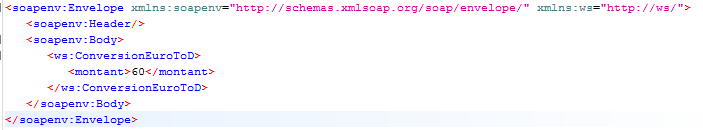 <soapenv:Envelope xmlns:soapenv="http://schemas.xmlsoap.org/soap/envelope/" xmlns:ws="http://ws/">
<soapenv:Header/>
<soapenv:Body>
<ws:ConversionEuroToD>
<montant>60</montant>
</ws:ConversionEuroToD>
</soapenv:Body>
</soapenv:Envelope>